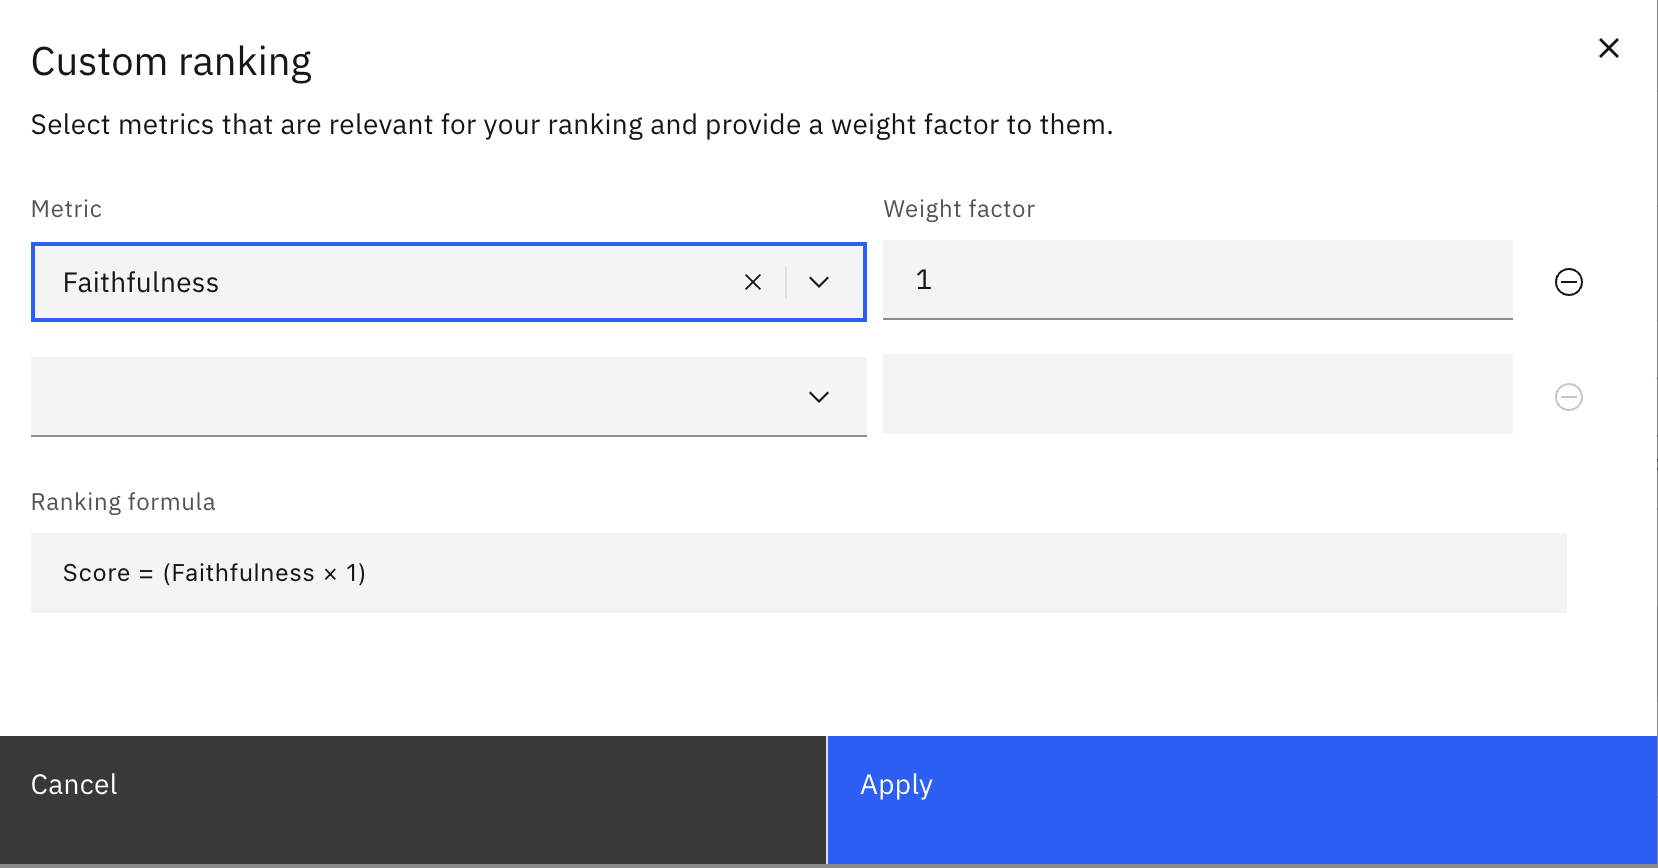 Custom ranking
Select metrics that are relevant for your ranking and provide a weight factor to them.
Metric
Weight factor
Faithfulness
1
Ranking formula
Score = (Faithfulness × 1)
Cancel
Apply